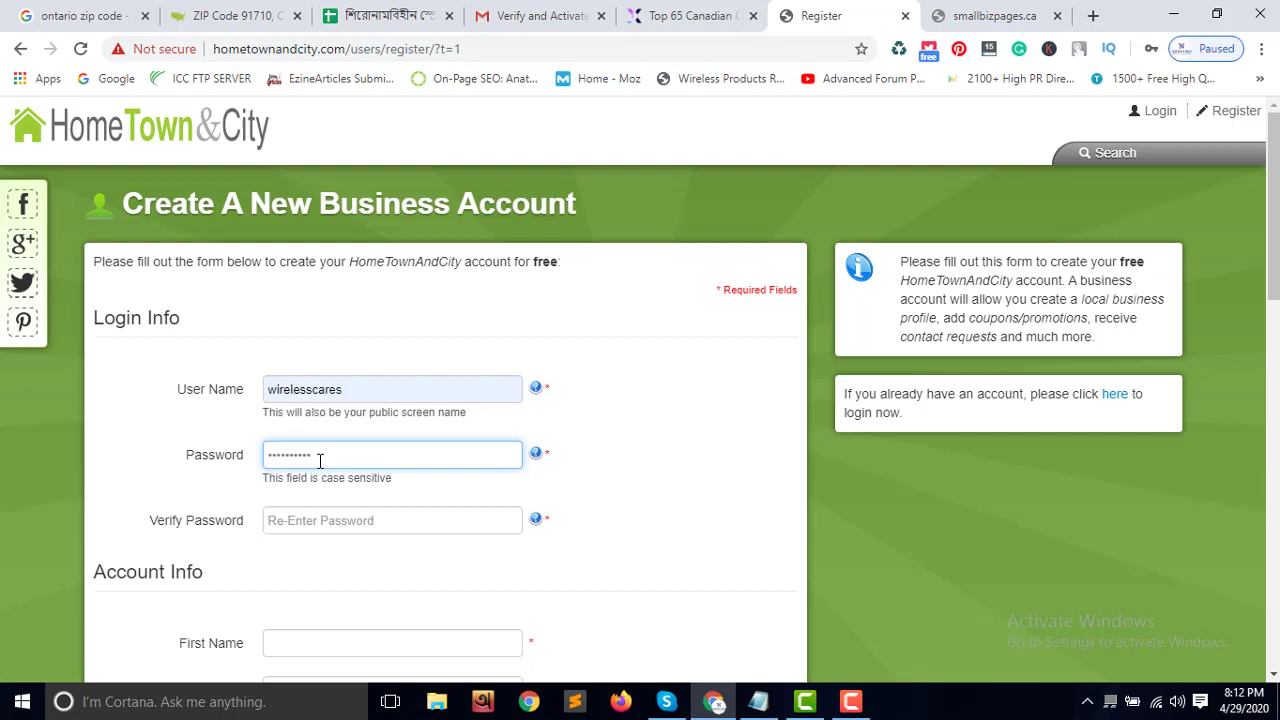 ontario zip code -
ZIP Code 91710, C
শিরোনামবিহীন স্প্রে
Verify and Activate
Top 65 Canadian C
Register
smallbizpages.ca
Not secure
hometownandcity.com/users/register/?t=1
free
15
Paused
Apps
Google
ICC FTP SERVER
EzineArticles Submi...
On-Page SEO: Anat...
Home - Moz
Wireless Products R...
Advanced Forum P...
2100+ High PR Dire...
1500+ Free High Q...
HomeTown&City
Login
Register
Search
Create A New Business Account
Please fill out the form below to create your HomeTownAndCity account for free:
* Required Fields
Login Info
User Name
wirelesscares
*
This will also be your public screen name
Password
••••••••••
*
This field is case sensitive
Verify Password
Re-Enter Password
*
Account Info
First Name
*
Please fill out this form to create your free
HomeTownAndCity account. A business
account will allow you create a local business
profile, add coupons/promotions, receive
contact requests and much more.
If you already have an account, please click here to
login now.
Activate Windows
Go to Settings to activate Windows.
I'm Cortana. Ask me anything.
8:12 PM
4/29/2020